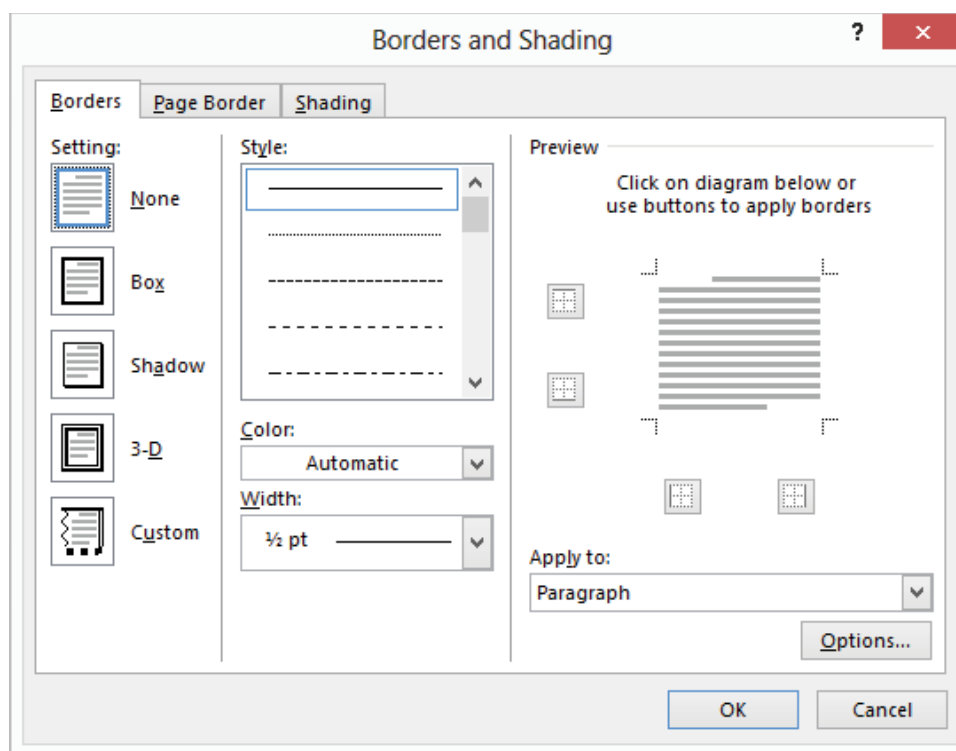 Borders and Shading
?
Borders
Page Border
Shading
Setting:
None
Box
Shadow
3-D
Custom
Style:
Color:
Automatic
Width:
½ pt
Preview
Click on diagram below or
use buttons to apply borders
Apply to:
Paragraph
Options...
OK
Cancel